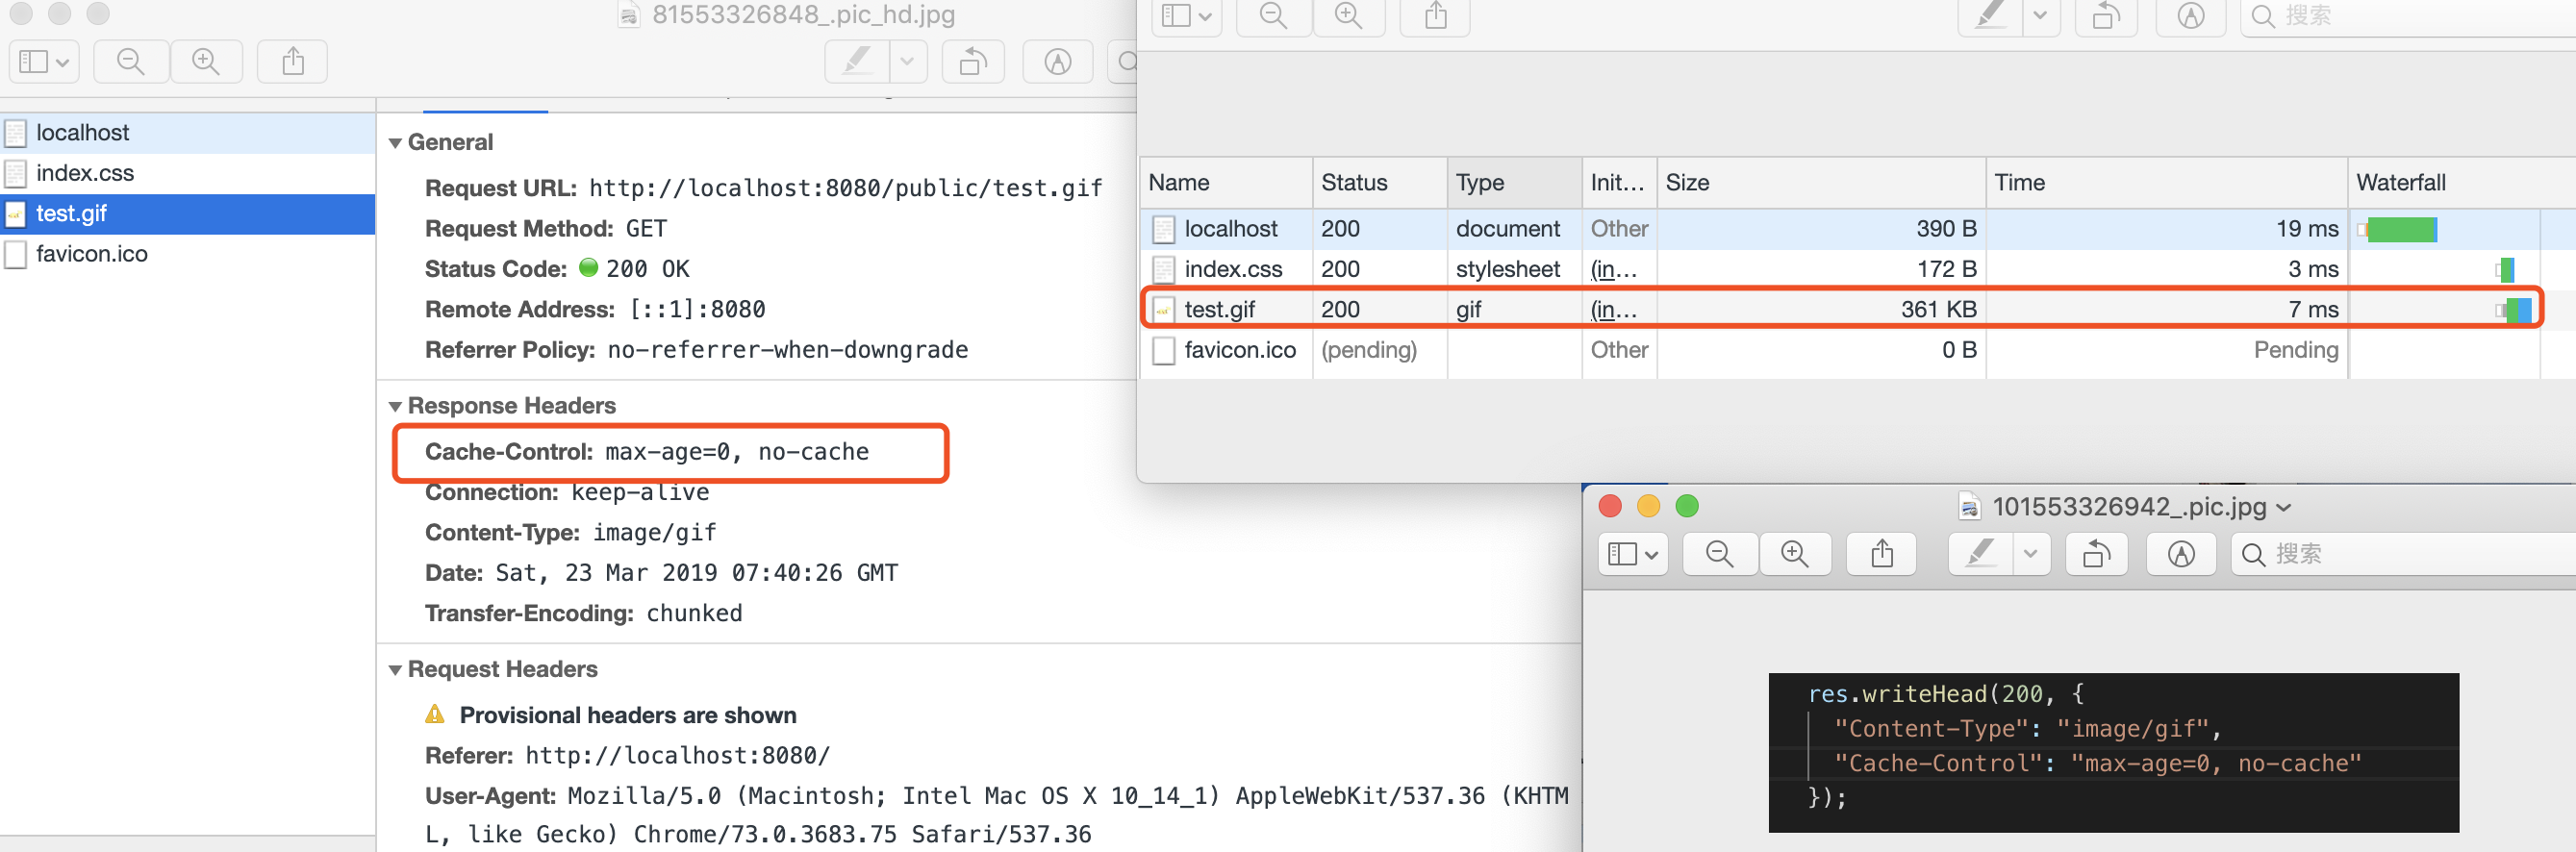 81553326848_.pic_hd.jpg
localhost
index.css
test.gif
favicon.ico
General
Request URL: http://localhost:8080/public/test.gif
Request Method: GET
Status Code: 200 OK
Remote Address: [::1]:8080
Referrer Policy: no-referrer-when-downgrade
Response Headers
Cache-Control: max-age=0, no-cache
Connection: keep-alive
Content-Type: image/gif
Date: Sat, 23 Mar 2019 07:40:26 GMT
Transfer-Encoding: chunked
Request Headers
Provisional headers are shown
Referer: http://localhost:8080/
User-Agent: Mozilla/5.0 (Macintosh; Intel Mac OS X 10_14_1) AppleWebKit/537.36 (KHTM
L, like Gecko) Chrome/73.0.3683.75 Safari/537.36
搜索
Name Status Type Init... Size Time Waterfall
localhost 200 document Other 390 B 19 ms
index.css 200 stylesheet (in... 172 B 3 ms
test.gif 200 gif (in... 361 KB 7 ms
favicon.ico (pending) Other 0 B Pending
101553326942_.pic.jpg
搜索
res.writeHead(200, {
"Content-Type": "image/gif",
"Cache-Control": "max-age=0, no-cache"
});